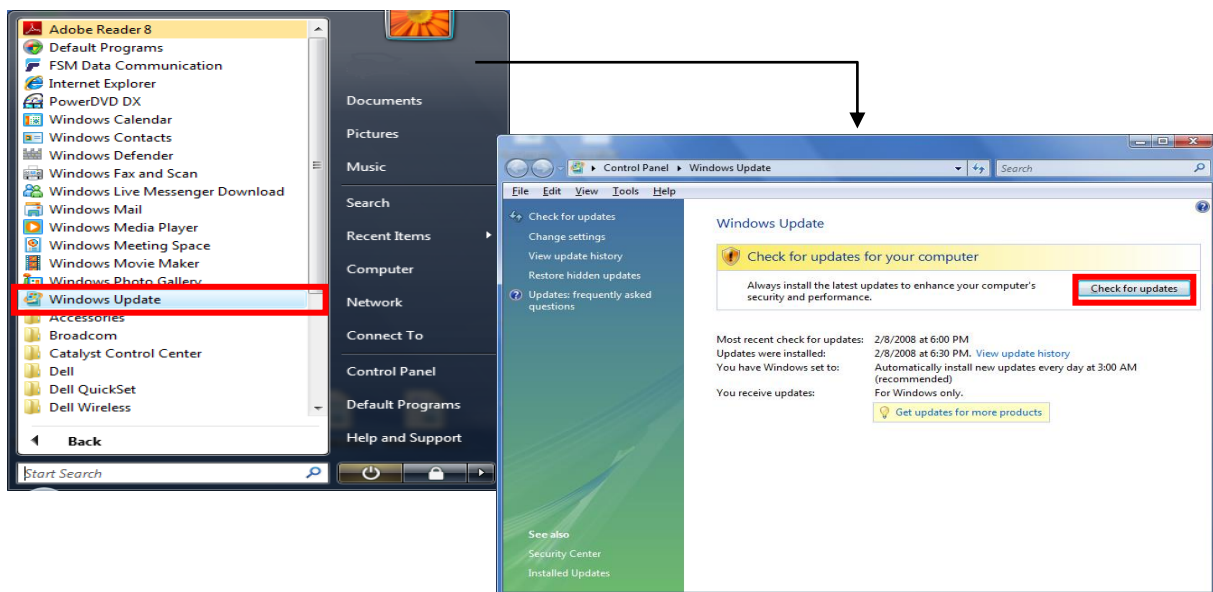 Adobe Reader 8
Default Programs
FSM Data Communication
Internet Explorer
PowerDVD DX
Windows Calendar
Windows Contacts
Windows Defender
Windows Fax and Scan
Windows Live Messenger Download
Windows Mail
Windows Media Player
Windows Meeting Space
Windows Movie Maker
Windows Photo Gallery
Windows Update
Accessories
Broadcom
Catalyst Control Center
Dell
Dell QuickSet
Dell Wireless
Back
Start Search
Documents
Pictures
Music
Search
Recent Items
Computer
Network
Connect To
Control Panel
Default Programs
Help and Support
Control Panel Windows Update
Search
File Edit View Tools Help
Check for updates
Change settings
View update history
Restore hidden updates
Updates: frequently asked
questions
See also
Security Center
Installed Updates
Windows Update
Check for updates for your computer
Always install the latest updates to enhance your computer's
security and performance.
Check for updates
Most recent check for updates: 2/8/2008 at 6:00 PM
Updates were installed: 2/8/2008 at 6:30 PM. View update history
You have Windows set to: Automatically install new updates every day at 3:00 AM
(recommended)
You receive updates: For Windows only.
Get updates for more products